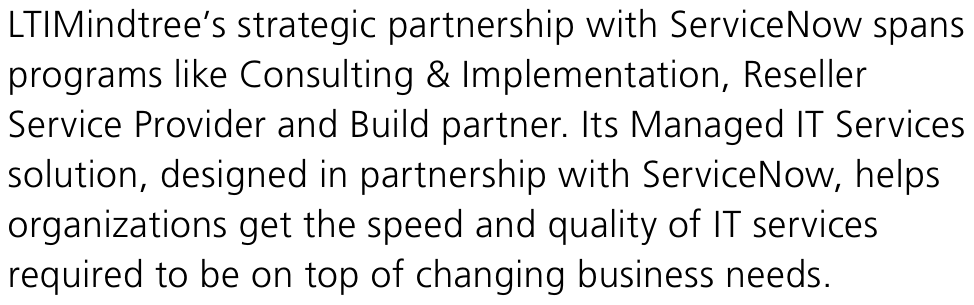 LTIMindtree’s strategic partnership with ServiceNow spans
programs like Consulting & Implementation, Reseller
Service Provider and Build partner. Its Managed IT Services
solution, designed in partnership with ServiceNow, helps
organizations get the speed and quality of IT services
required to be on top of changing business needs.